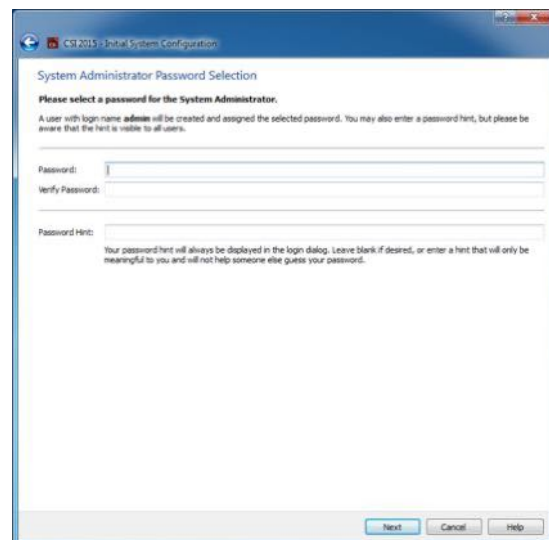 CSI 2015 - Initial System Configuration
System Administrator Password Selection
Please select a password for the System Administrator.
A user with login name admin will be created and assigned the selected password. You may also enter a password hint, but please be
aware that the hint is visible to all users.
Password:
Verify Password:
Password Hint:
Your password hint will always be displayed in the login dialog. Leave blank if desired, or enter a hint that will only be
meaningful to you and will not help someone else guess your password.
Next Cancel Help